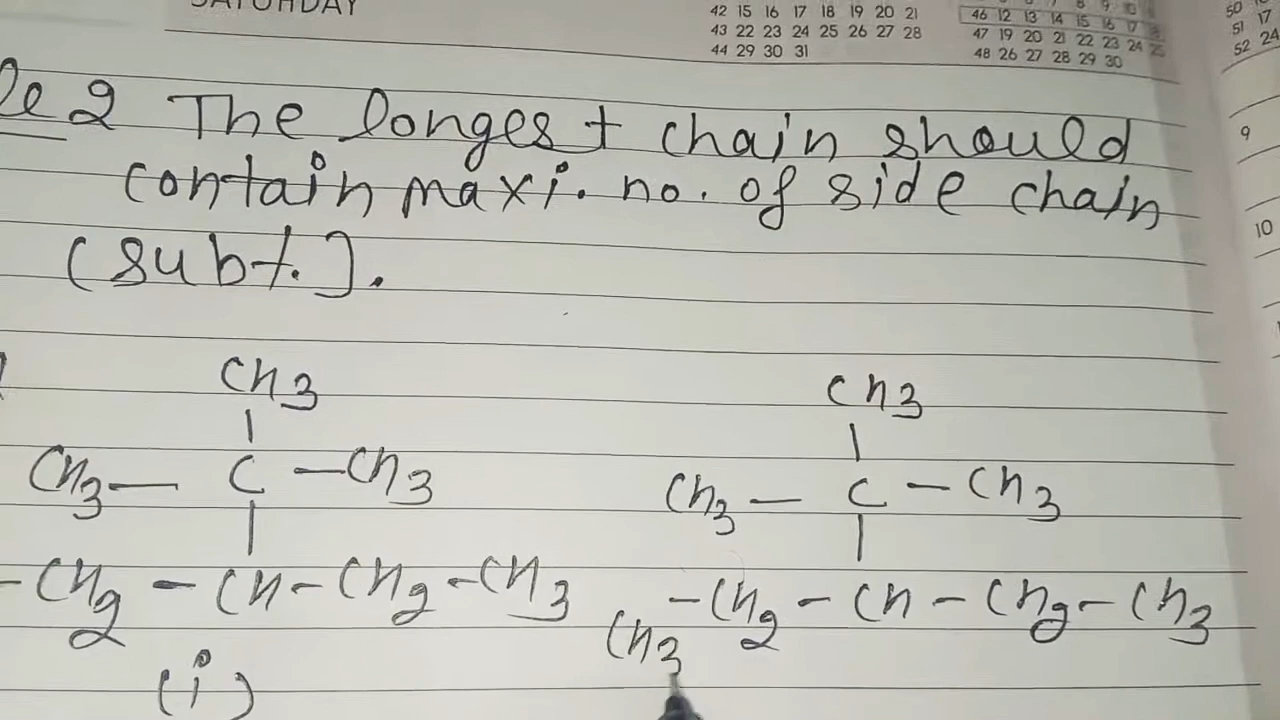 SATURDAY
42 15 16 17 18 19 20 21
43 22 23 24 25 26 27 28
44 29 30 31
46 12 13 14 15 16 17 18
47 19 20 21 22 23 24 25
48 26 27 28 29 30
50
51 17
52 24
9
10
le 2 The longest chain should
contain maxi. no. of side chain
(subt.].
CH3
CH3— C —CH3
-CH2 - CH-CH2-CH3
(i)
CH3
CH3— C —CH3
CH3 -CH2- CH - CH2- CH3